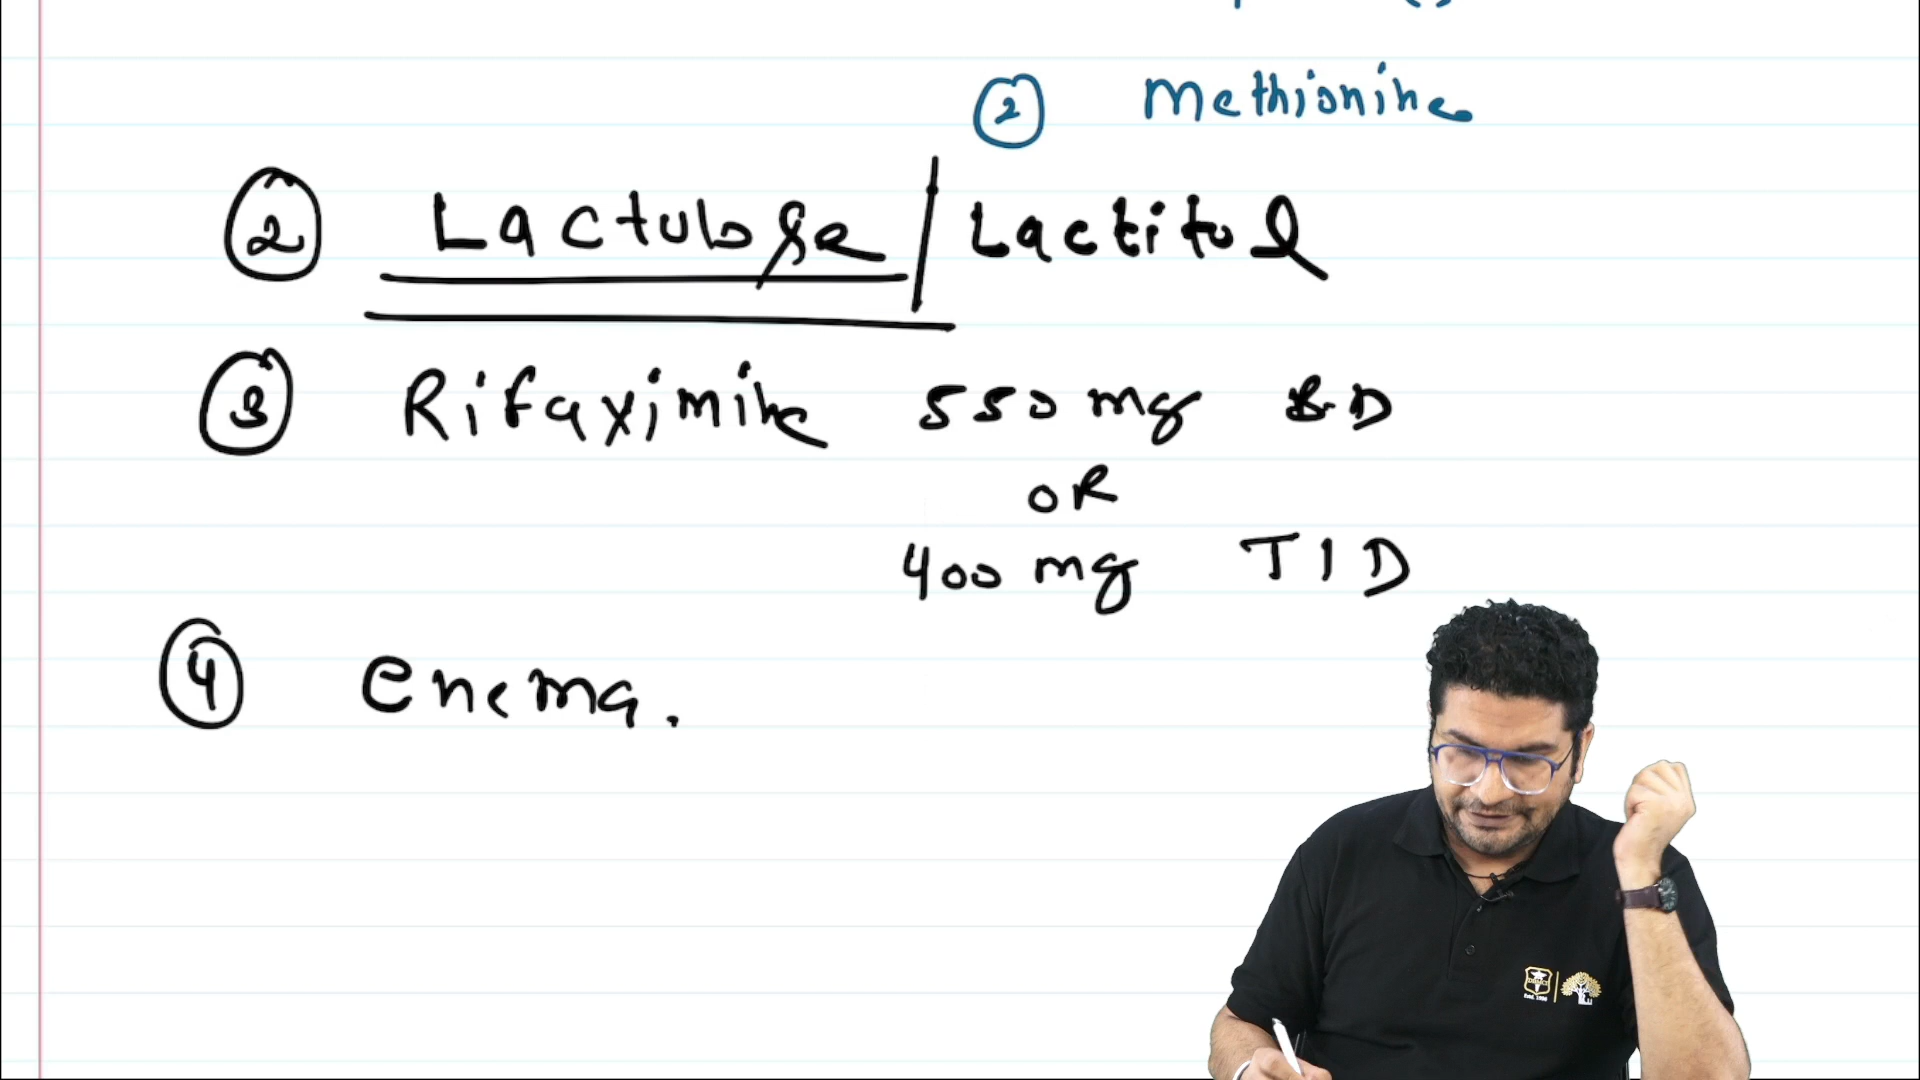 ② Methionine
② Lactulose | Lactitol
③ Rifaximine 550 mg BD
OR
400 mg TID
④ Enema.